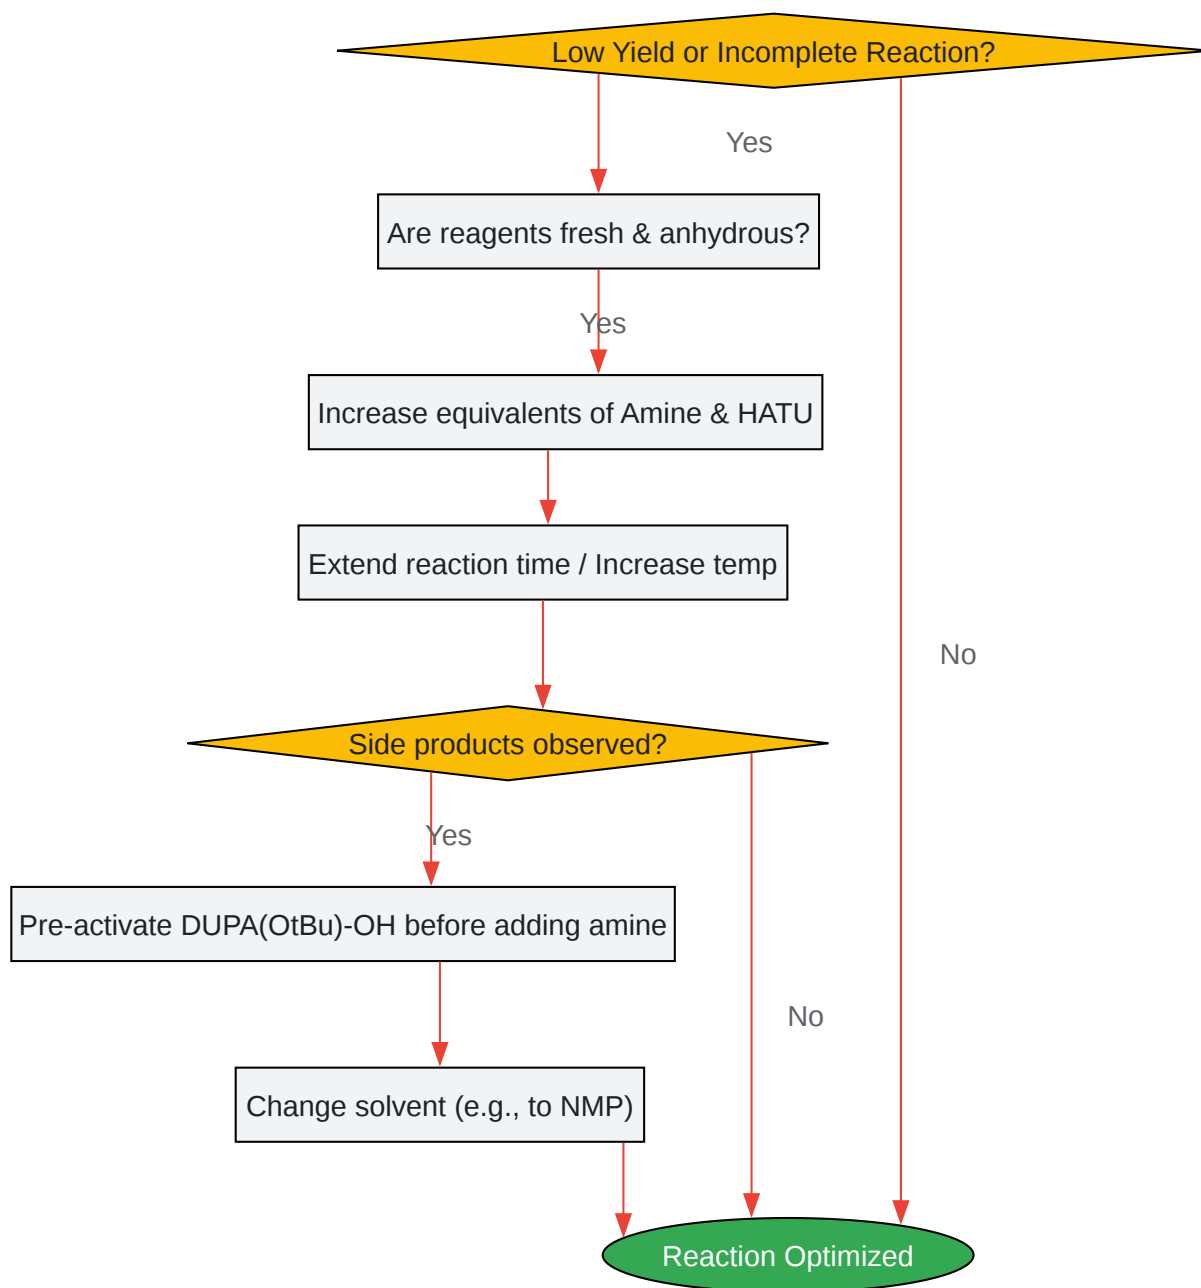 Low Yield or Incomplete Reaction?
Yes
Are reagents fresh & anhydrous?
Yes
Increase equivalents of Amine & HATU
Extend reaction time / Increase temp
No
Side products observed?
Yes
Pre-activate DUPA(OtBu)-OH before adding amine
No
Change solvent (e.g., to NMP)
Reaction Optimized